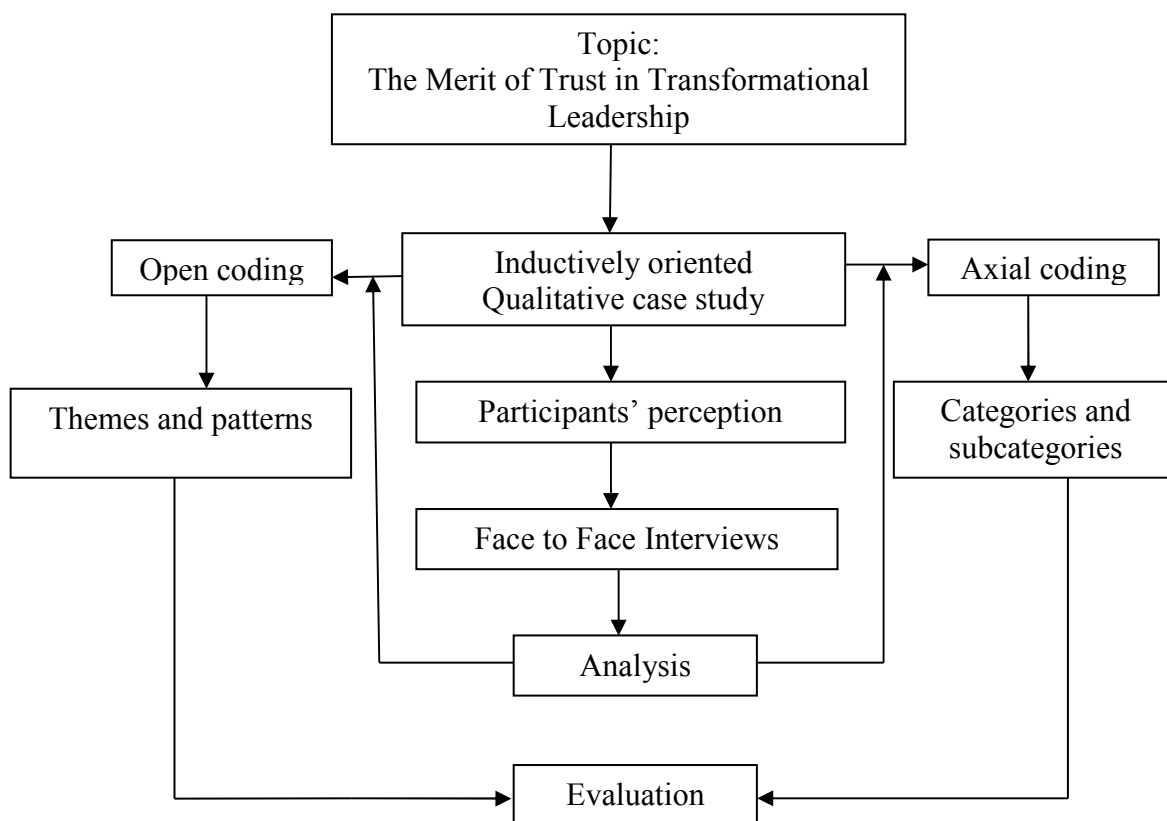 Topic:
The Merit of Trust in Transformational
Leadership
Open coding
Inductively oriented
Qualitative case study
Axial coding
Themes and patterns
Participants’ perception
Categories and
subcategories
Face to Face Interviews
Analysis
Evaluation